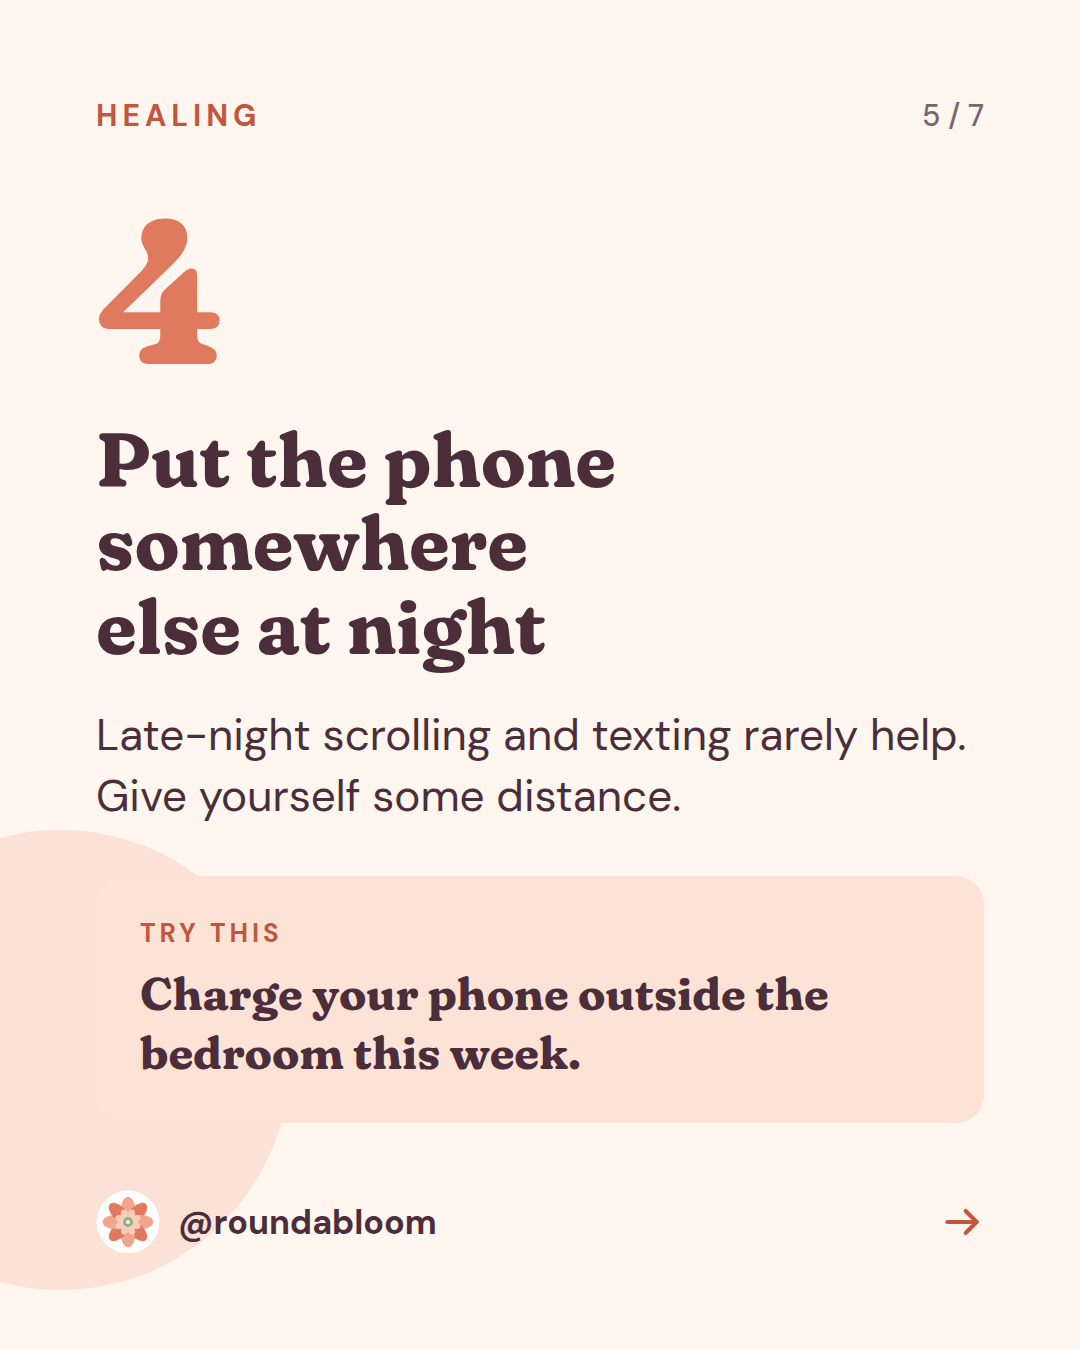 HEALING
5 / 7
4
Put the phone
somewhere
else at night
Late-night scrolling and texting rarely help.
Give yourself some distance.
TRY THIS
Charge your phone outside the
bedroom this week.
@roundabloom